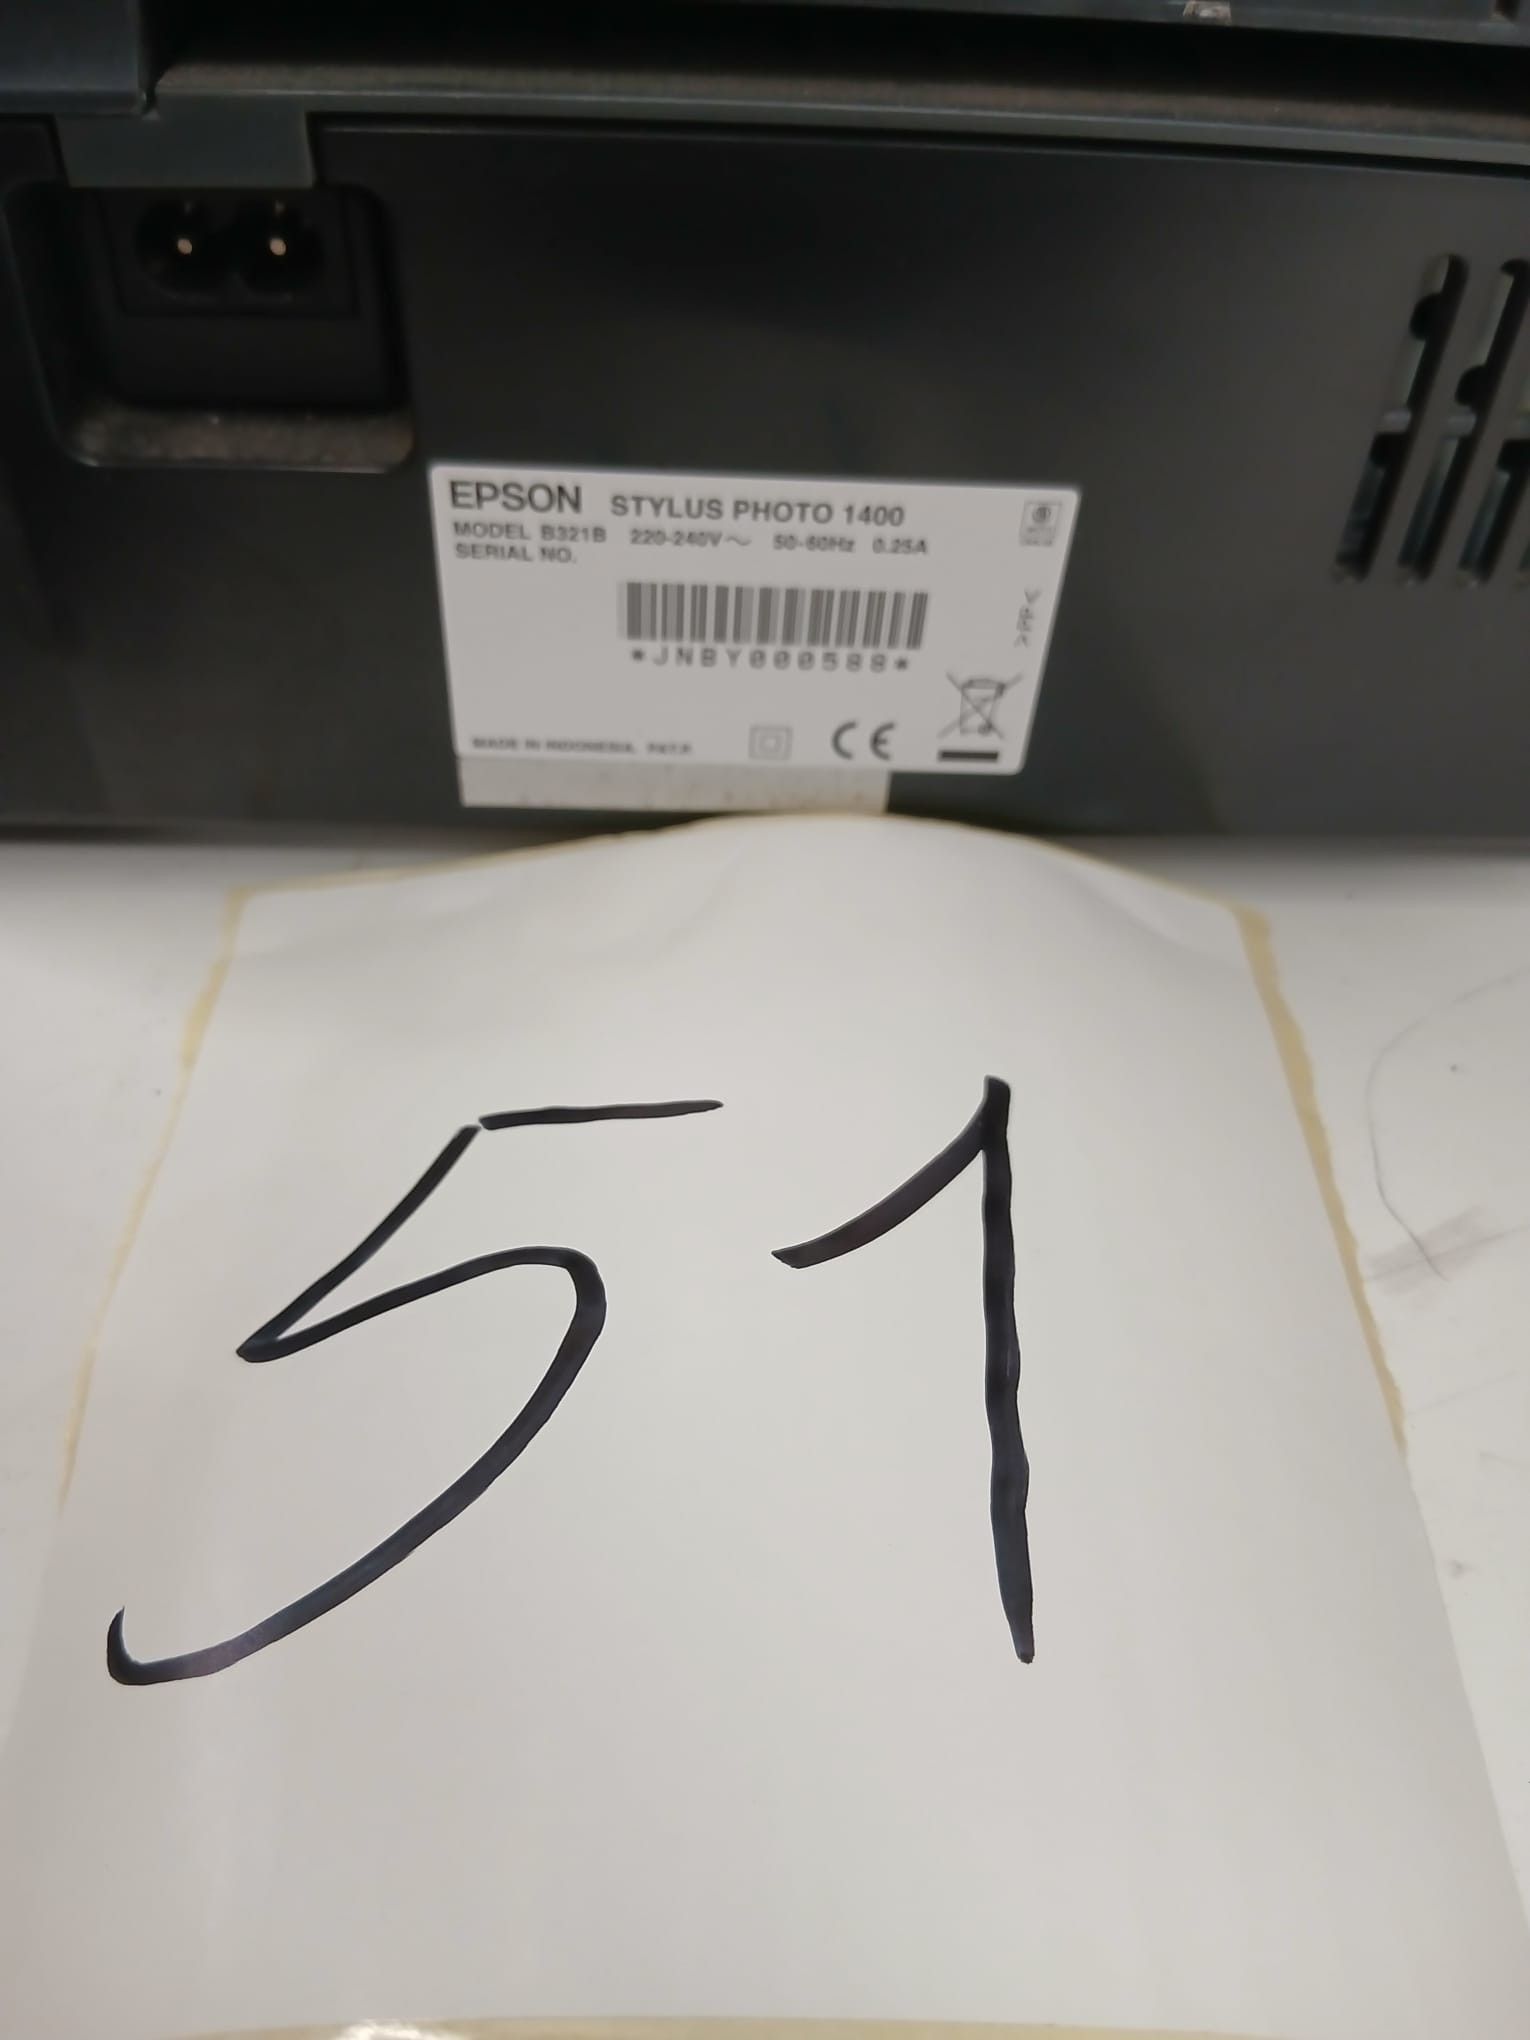 EPSON STYLUS PHOTO 1400
MODEL B321B 220-240V～ 50-60Hz 0.25A
SERIAL NO.
*JNBY000588*
MADE IN INDONESIA, PAT.P.
CE
51